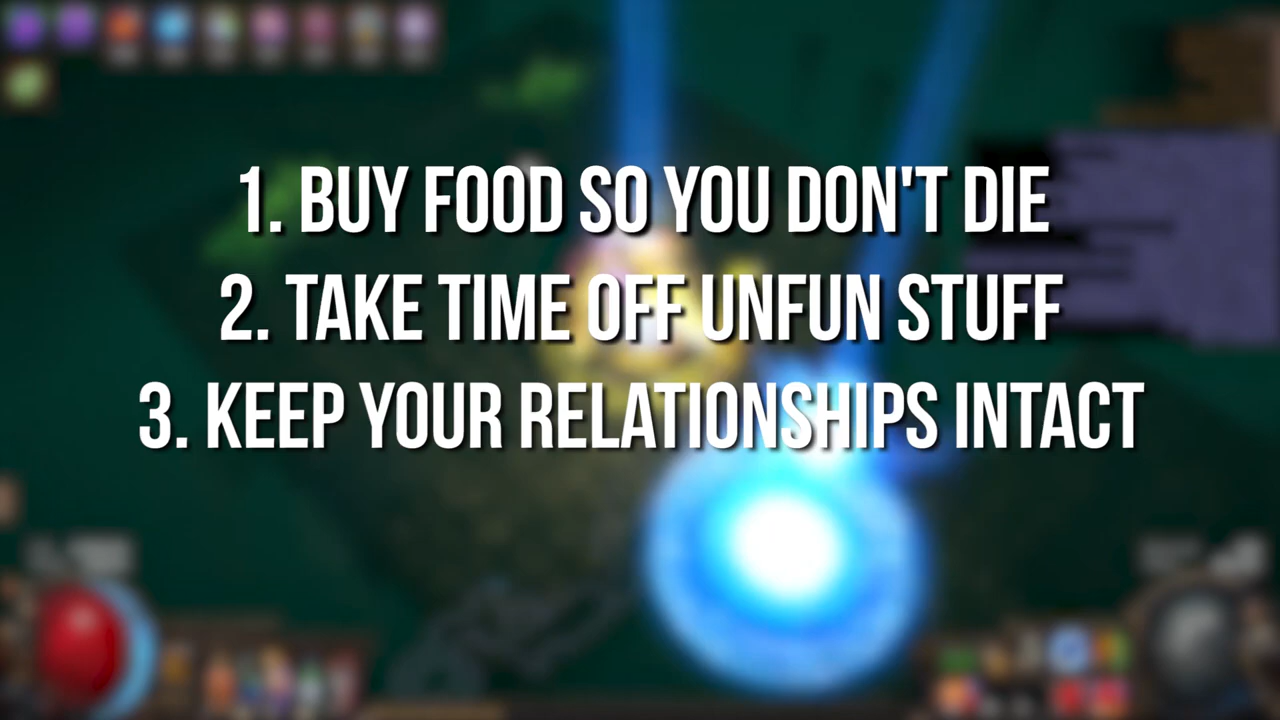 1. BUY FOOD SO YOU DON'T DIE
2. TAKE TIME OFF UNFUN STUFF
3. KEEP YOUR RELATIONSHIPS INTACT